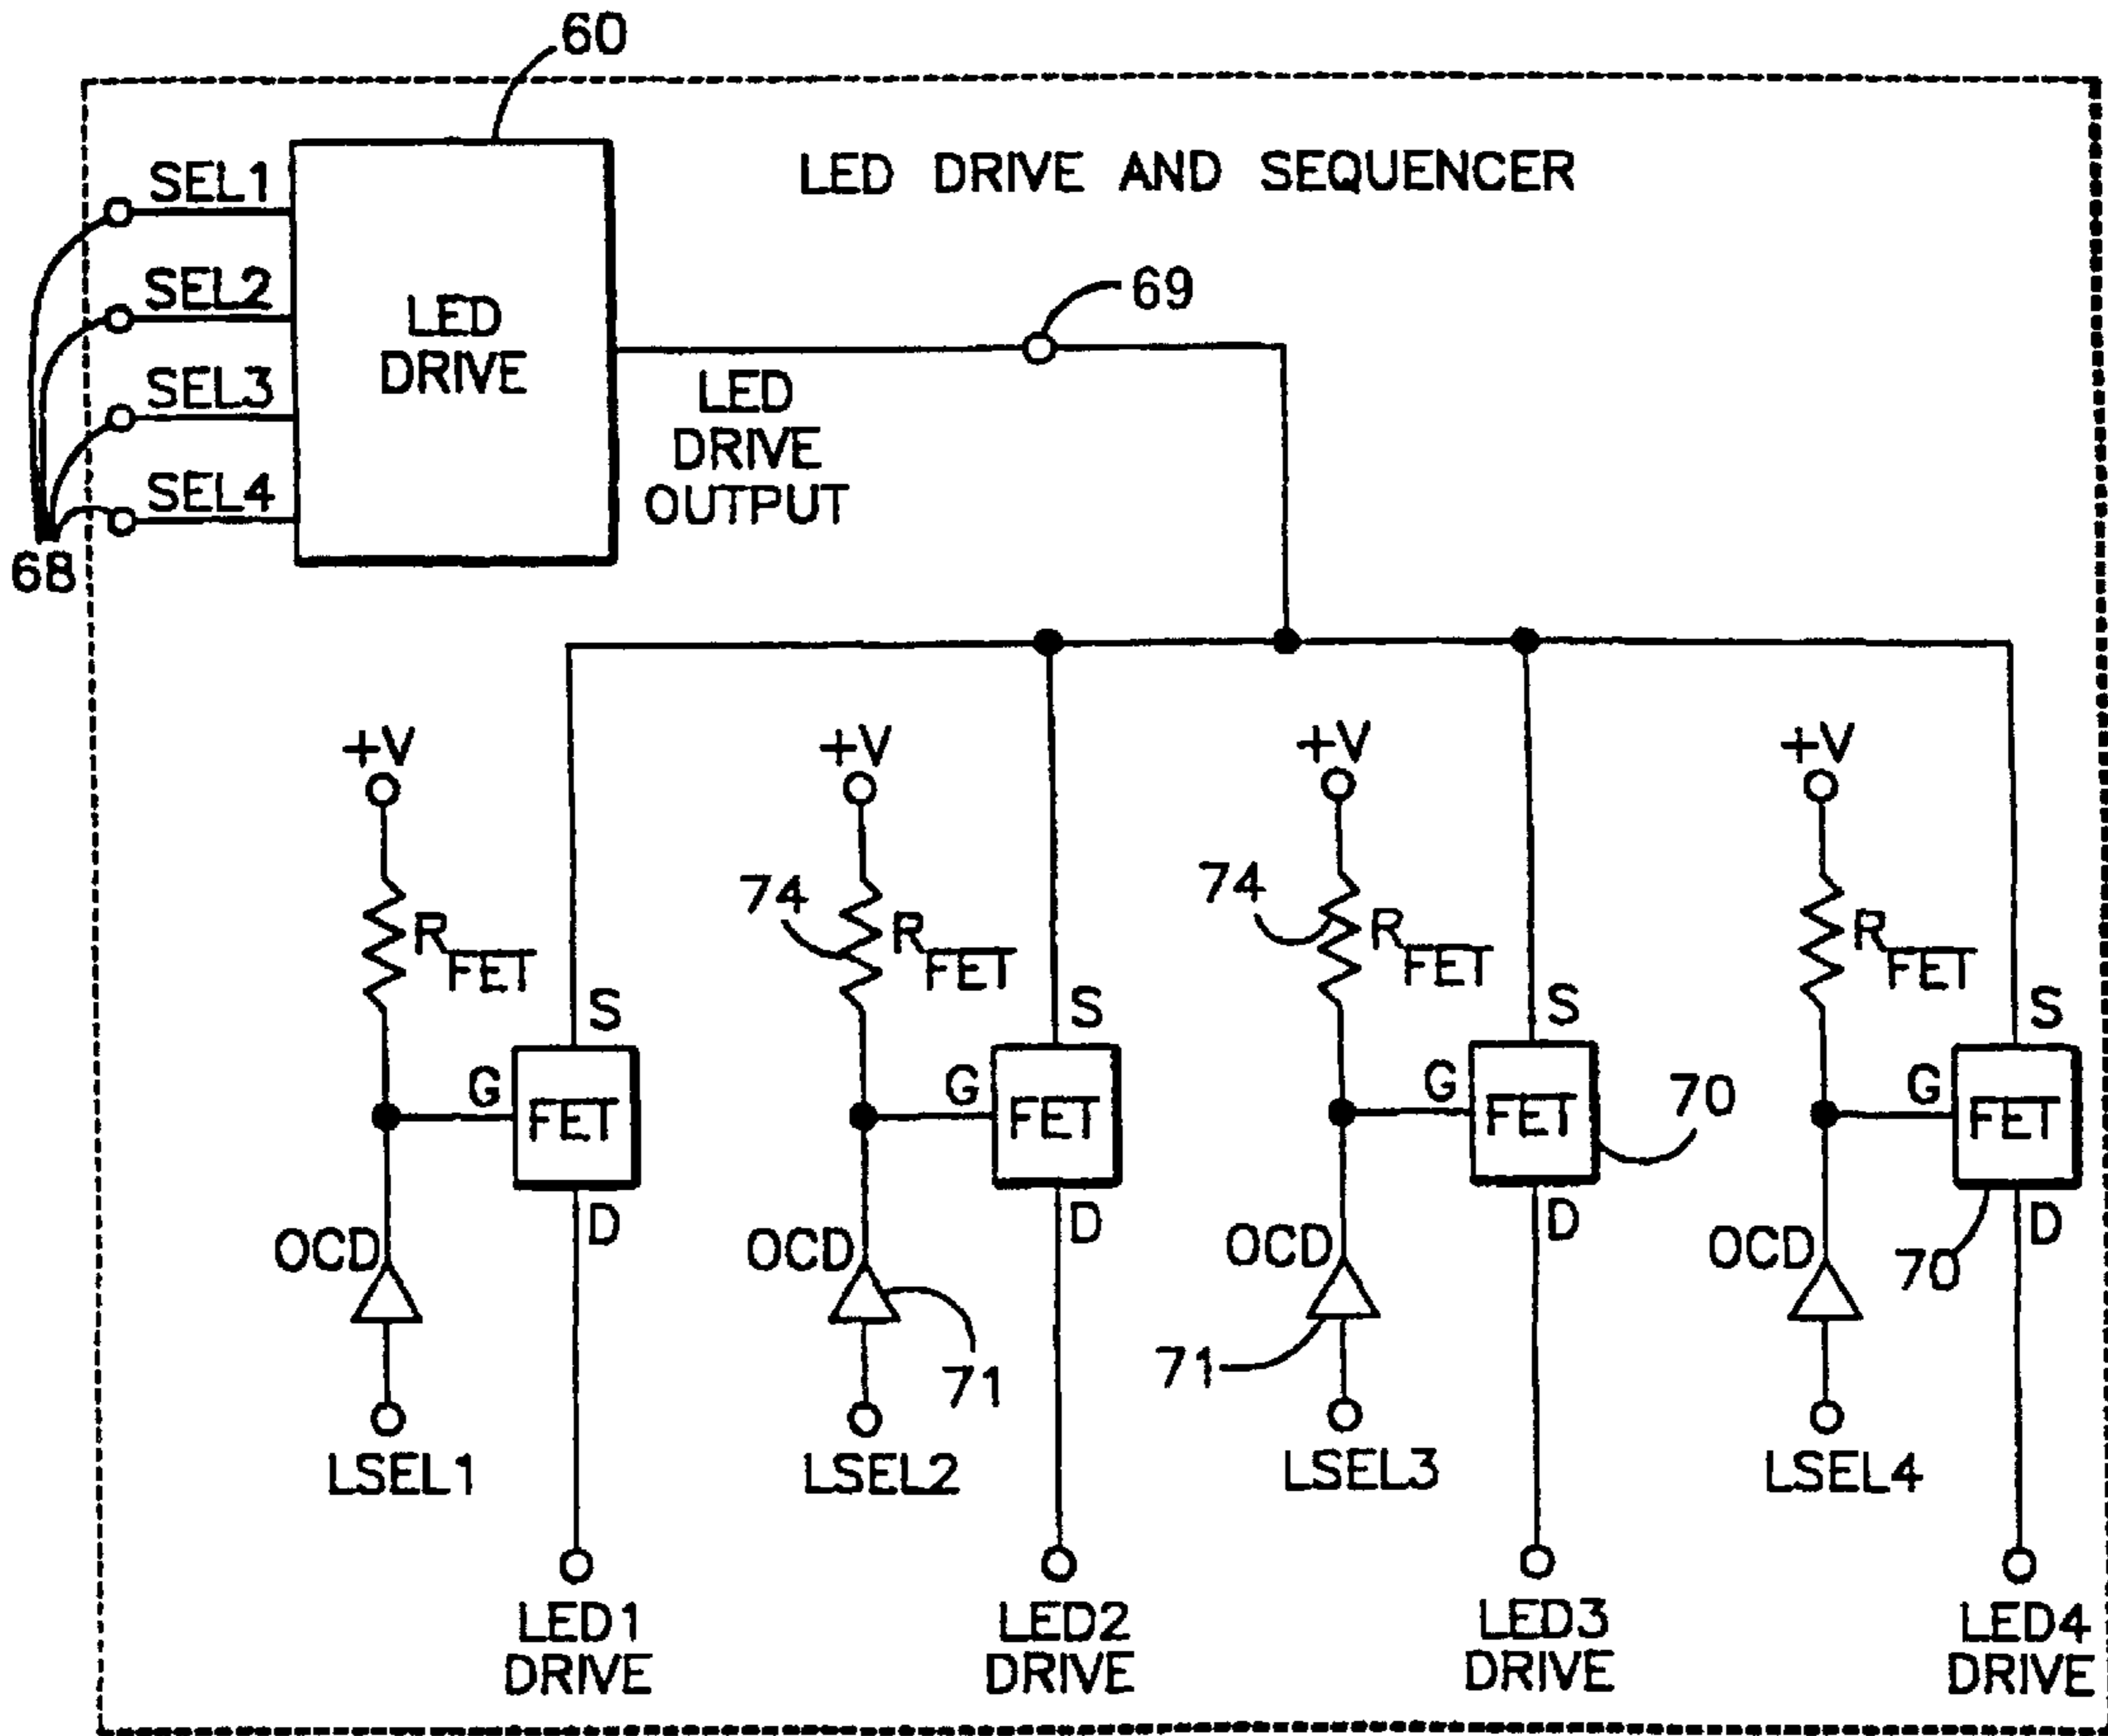 60
LED DRIVE AND SEQUENCER
SEL1
SEL2
SEL3
SEL4
68
LED
DRIVE
69
LED
DRIVE
OUTPUT
+V
+V
+V
+V
74
74
R FET
R FET
R FET
R FET
S
S
S
S
G
G
G
G
FET
FET
FET
FET
70
D
D
D
D
OCD
OCD
OCD
OCD
70
71
71
LSEL1
LSEL2
LSEL3
LSEL4
LED1
DRIVE
LED2
DRIVE
LED3
DRIVE
LED4
DRIVE